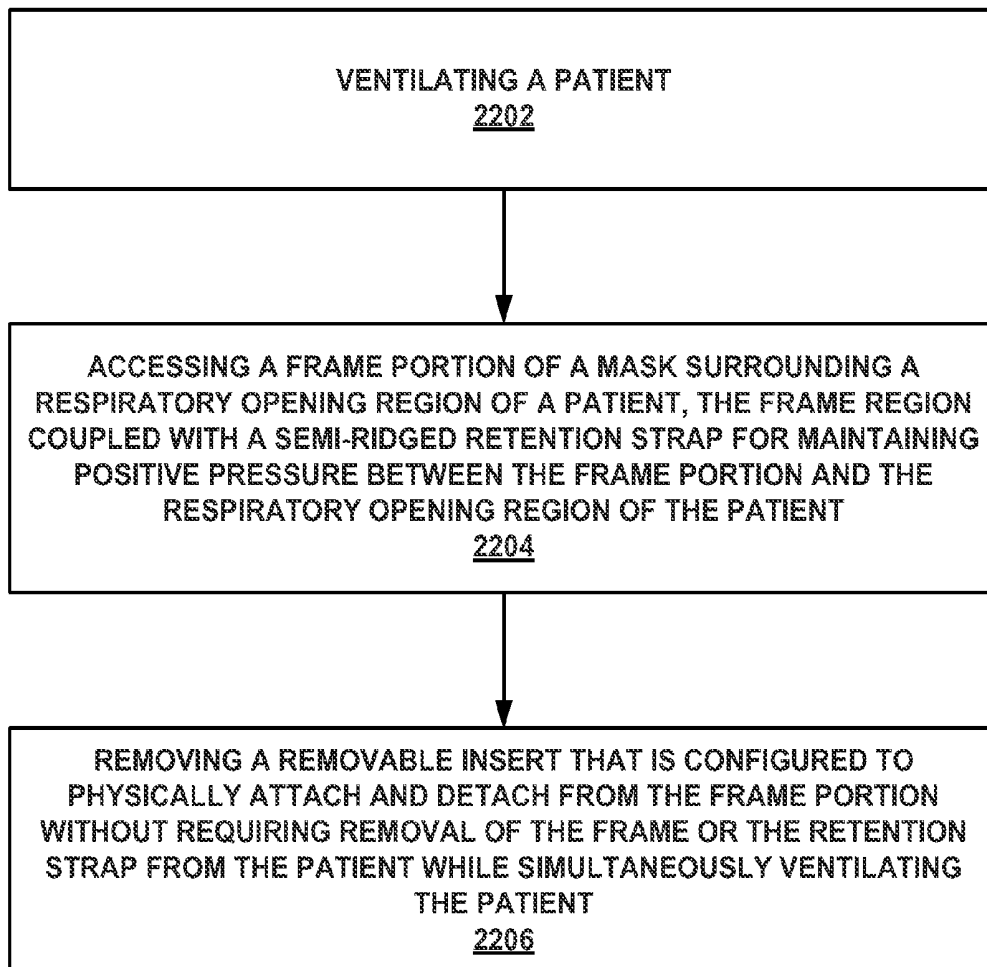 VENTILATING A PATIENT
2202
ACCESSING A FRAME PORTION OF A MASK SURROUNDING A
RESPIRATORY OPENING REGION OF A PATIENT, THE FRAME REGION
COUPLED WITH A SEMI-RIDGED RETENTION STRAP FOR MAINTAINING
POSITIVE PRESSURE BETWEEN THE FRAME PORTION AND THE
RESPIRATORY OPENING REGION OF THE PATIENT
2204
REMOVING A REMOVABLE INSERT THAT IS CONFIGURED TO
PHYSICALLY ATTACH AND DETACH FROM THE FRAME PORTION
WITHOUT REQUIRING REMOVAL OF THE FRAME OR THE RETENTION
STRAP FROM THE PATIENT WHILE SIMULTANEOUSLY VENTILATING
THE PATIENT
2206